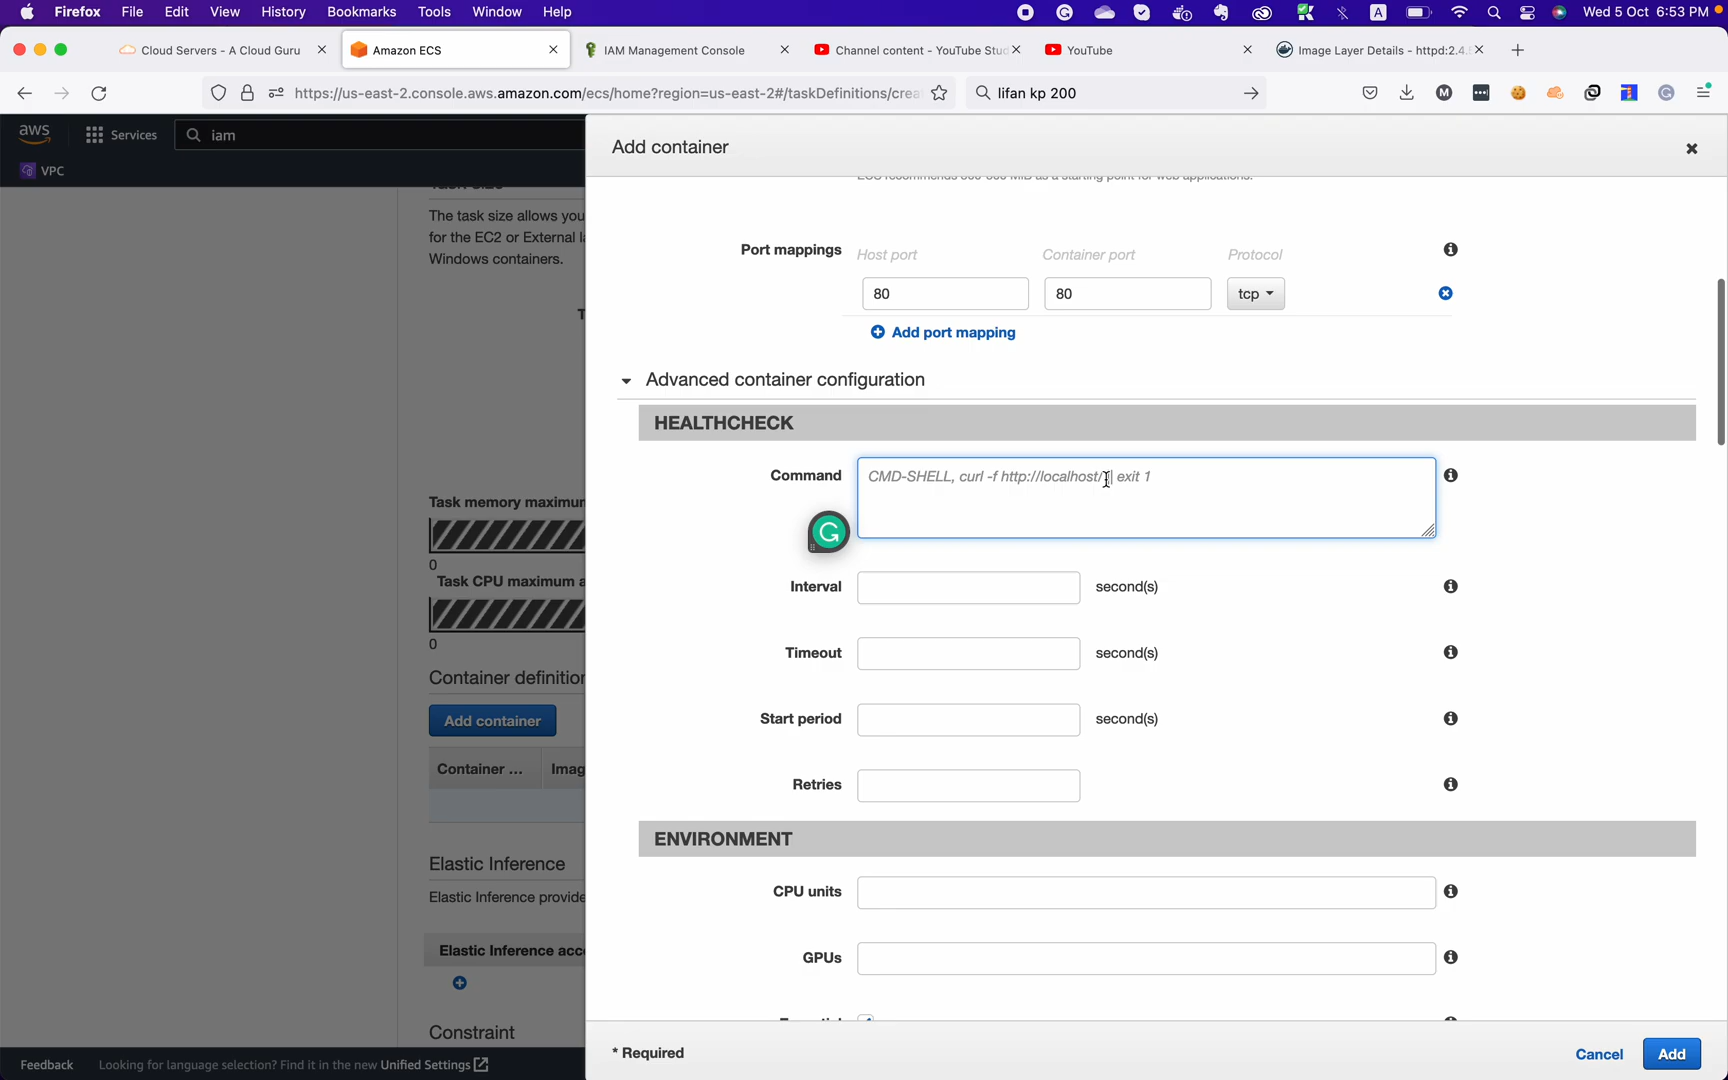 Firefox File Edit View History Bookmarks Tools Window Help A Wed 5 Oct 6:53 PM
Cloud Servers - A Cloud Guru
Amazon ECS
IAM Management Console
Channel content - YouTube Stu
YouTube
Image Layer Details - httpd:2.4.
https://us-east-2.console.aws.amazon.com/ecs/home?region=us-east-2#/taskDefinitions/crea
lifan kp 200
aws Services iam
VPC
Add container
Port mappings
Host port Container port Protocol
80 80 tcp
Add port mapping
Advanced container configuration
HEALTHCHECK
Command CMD-SHELL, curl -f http://localhost/ exit 1
Interval second(s)
Timeout second(s)
Start period second(s)
Retries
ENVIRONMENT
CPU units
GPUs
* Required
Cancel Add
The task size allows you
for the EC2 or External la
Windows containers.
T
Task memory maximum
0
Task CPU maximum a
0
Container definition
Add container
Container ... Imag
Elastic Inference
Elastic Inference provide
Elastic Inference acce
Constraint
Feedback Looking for language selection? Find it in the new Unified Settings